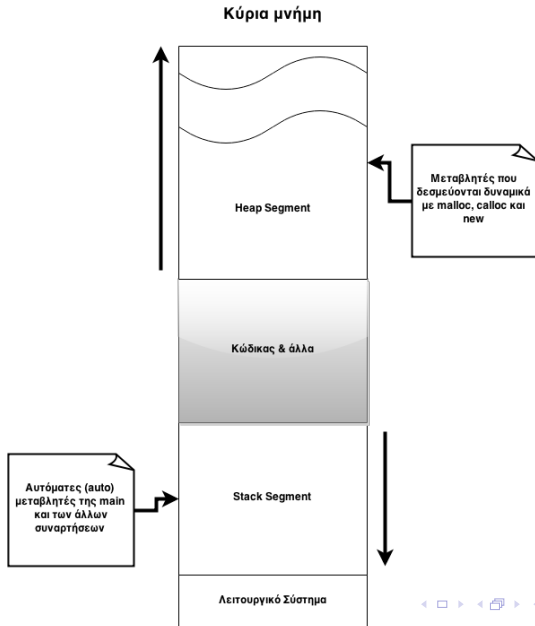 Κύρια μνήμη
Heap Segment
Μεταβλητές που
δεσμεύονται δυναμικά
με malloc, calloc και
new
Κώδικας & άλλα
Αυτόματες (auto)
μεταβλητές της main
και των άλλων
συναρτήσεων
Stack Segment
Λειτουργικό Σύστημα